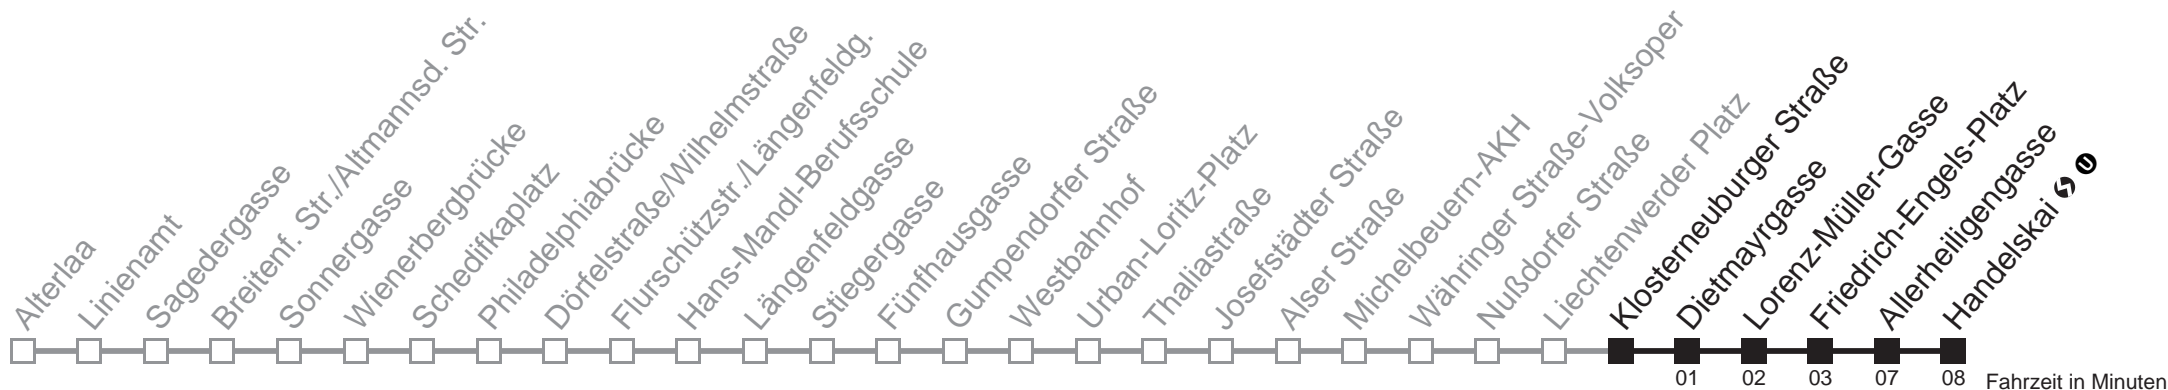 Alterlaa
Linienamt
Sagedergasse
Breitenf. Str./Altmannsd. Str.
Sonnergasse
Wienerbergbrücke
Schedifkaplatz
Philadelphiabrücke
Dörfelstraße/Wilhelmstraße
Flurschützstr./Längenfeldg.
Hans-Mandl-Berufsschule
Längenfeldgasse
Stiegergasse
Fünfhausgasse
Gumpendorfer Straße
Westbahnhof
Urban-Loritz-Platz
Thaliastraße
Josefstädter Straße
Alser Straße
Michelbeuern-AKH
Währinger Straße-Volksoper
Nußdorfer Straße
Liechtenwerder Platz
Klosterneuburger Straße
Dietmayrgasse
Lorenz-Müller-Gasse
Friedrich-Engels-Platz
Allerheiligengasse
Handelskai U
01 02 03 07 08 Fahrzeit in Minuten